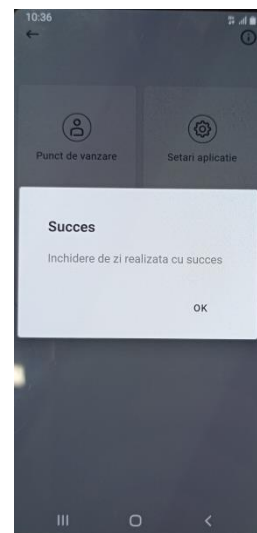 10:36
Punct de vanzare
Setari aplicatie
Succes
Inchidere de zi realizata cu succes
OK